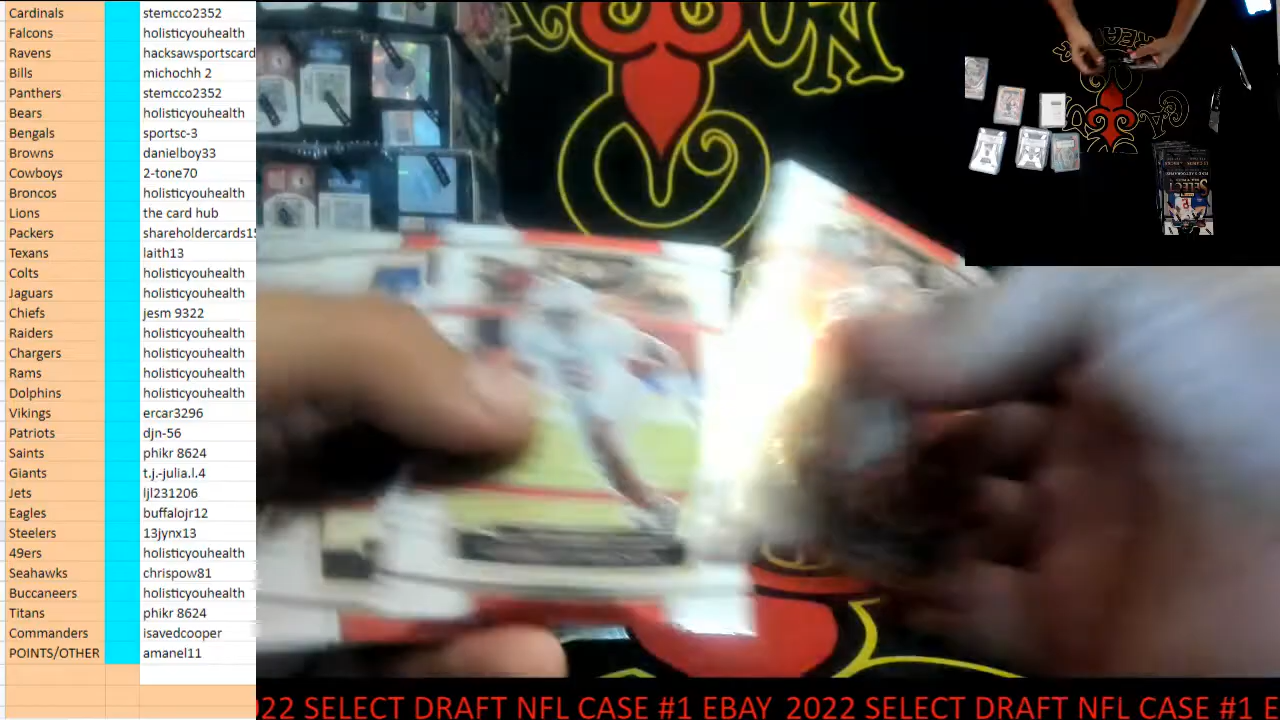 Cardinals stemcco2352
Falcons holisticyouhealth
Ravens hacksawsportscard
Bills michochh 2
Panthers stemcco2352
Bears holisticyouhealth
Bengals sportsc-3
Browns danielboy33
Cowboys 2-tone70
Broncos holisticyouhealth
Lions the card hub
Packers shareholdercards15
Texans laith13
Colts holisticyouhealth
Jaguars holisticyouhealth
Chiefs jesm 9322
Raiders holisticyouhealth
Chargers holisticyouhealth
Rams holisticyouhealth
Dolphins holisticyouhealth
Vikings ercar3296
Patriots djn-56
Saints phikr 8624
Giants t.j.-julia.l.4
Jets ljl231206
Eagles buffalojr12
Steelers 13jynx13
49ers holisticyouhealth
Seahawks chrispow81
Buccaneers holisticyouhealth
Titans phikr 8624
Commanders isavedcooper
POINTS/OTHER amanel11
SELECT
022 SELECT DRAFT NFL CASE #1 EBAY 2022 SELECT DRAFT NFL CASE #1 E